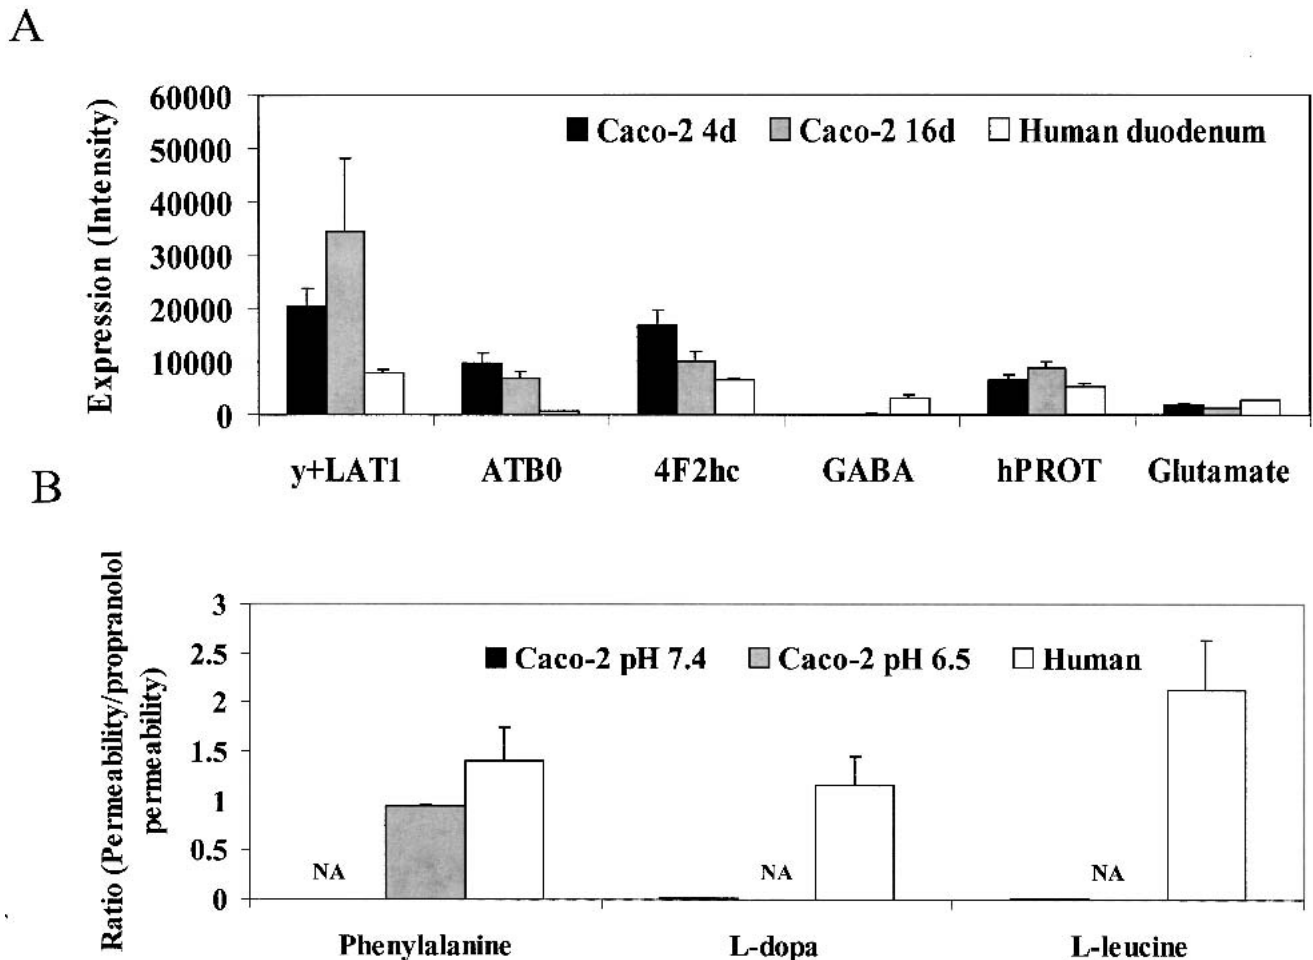 A
Expression (Intensity)
60000
50000
40000
30000
20000
10000
0
Caco-2 4d Caco-2 16d Human duodenum
y+LAT1 ATB0 4F2hc GABA hPROT Glutamate
B
Ratio (Permeability/propranolol
permeability)
3
2.5
2
1.5
1
0.5
0
Caco-2 pH 7.4 Caco-2 pH 6.5 Human
NA NA NA
Phenylalanine L-dopa L-leucine